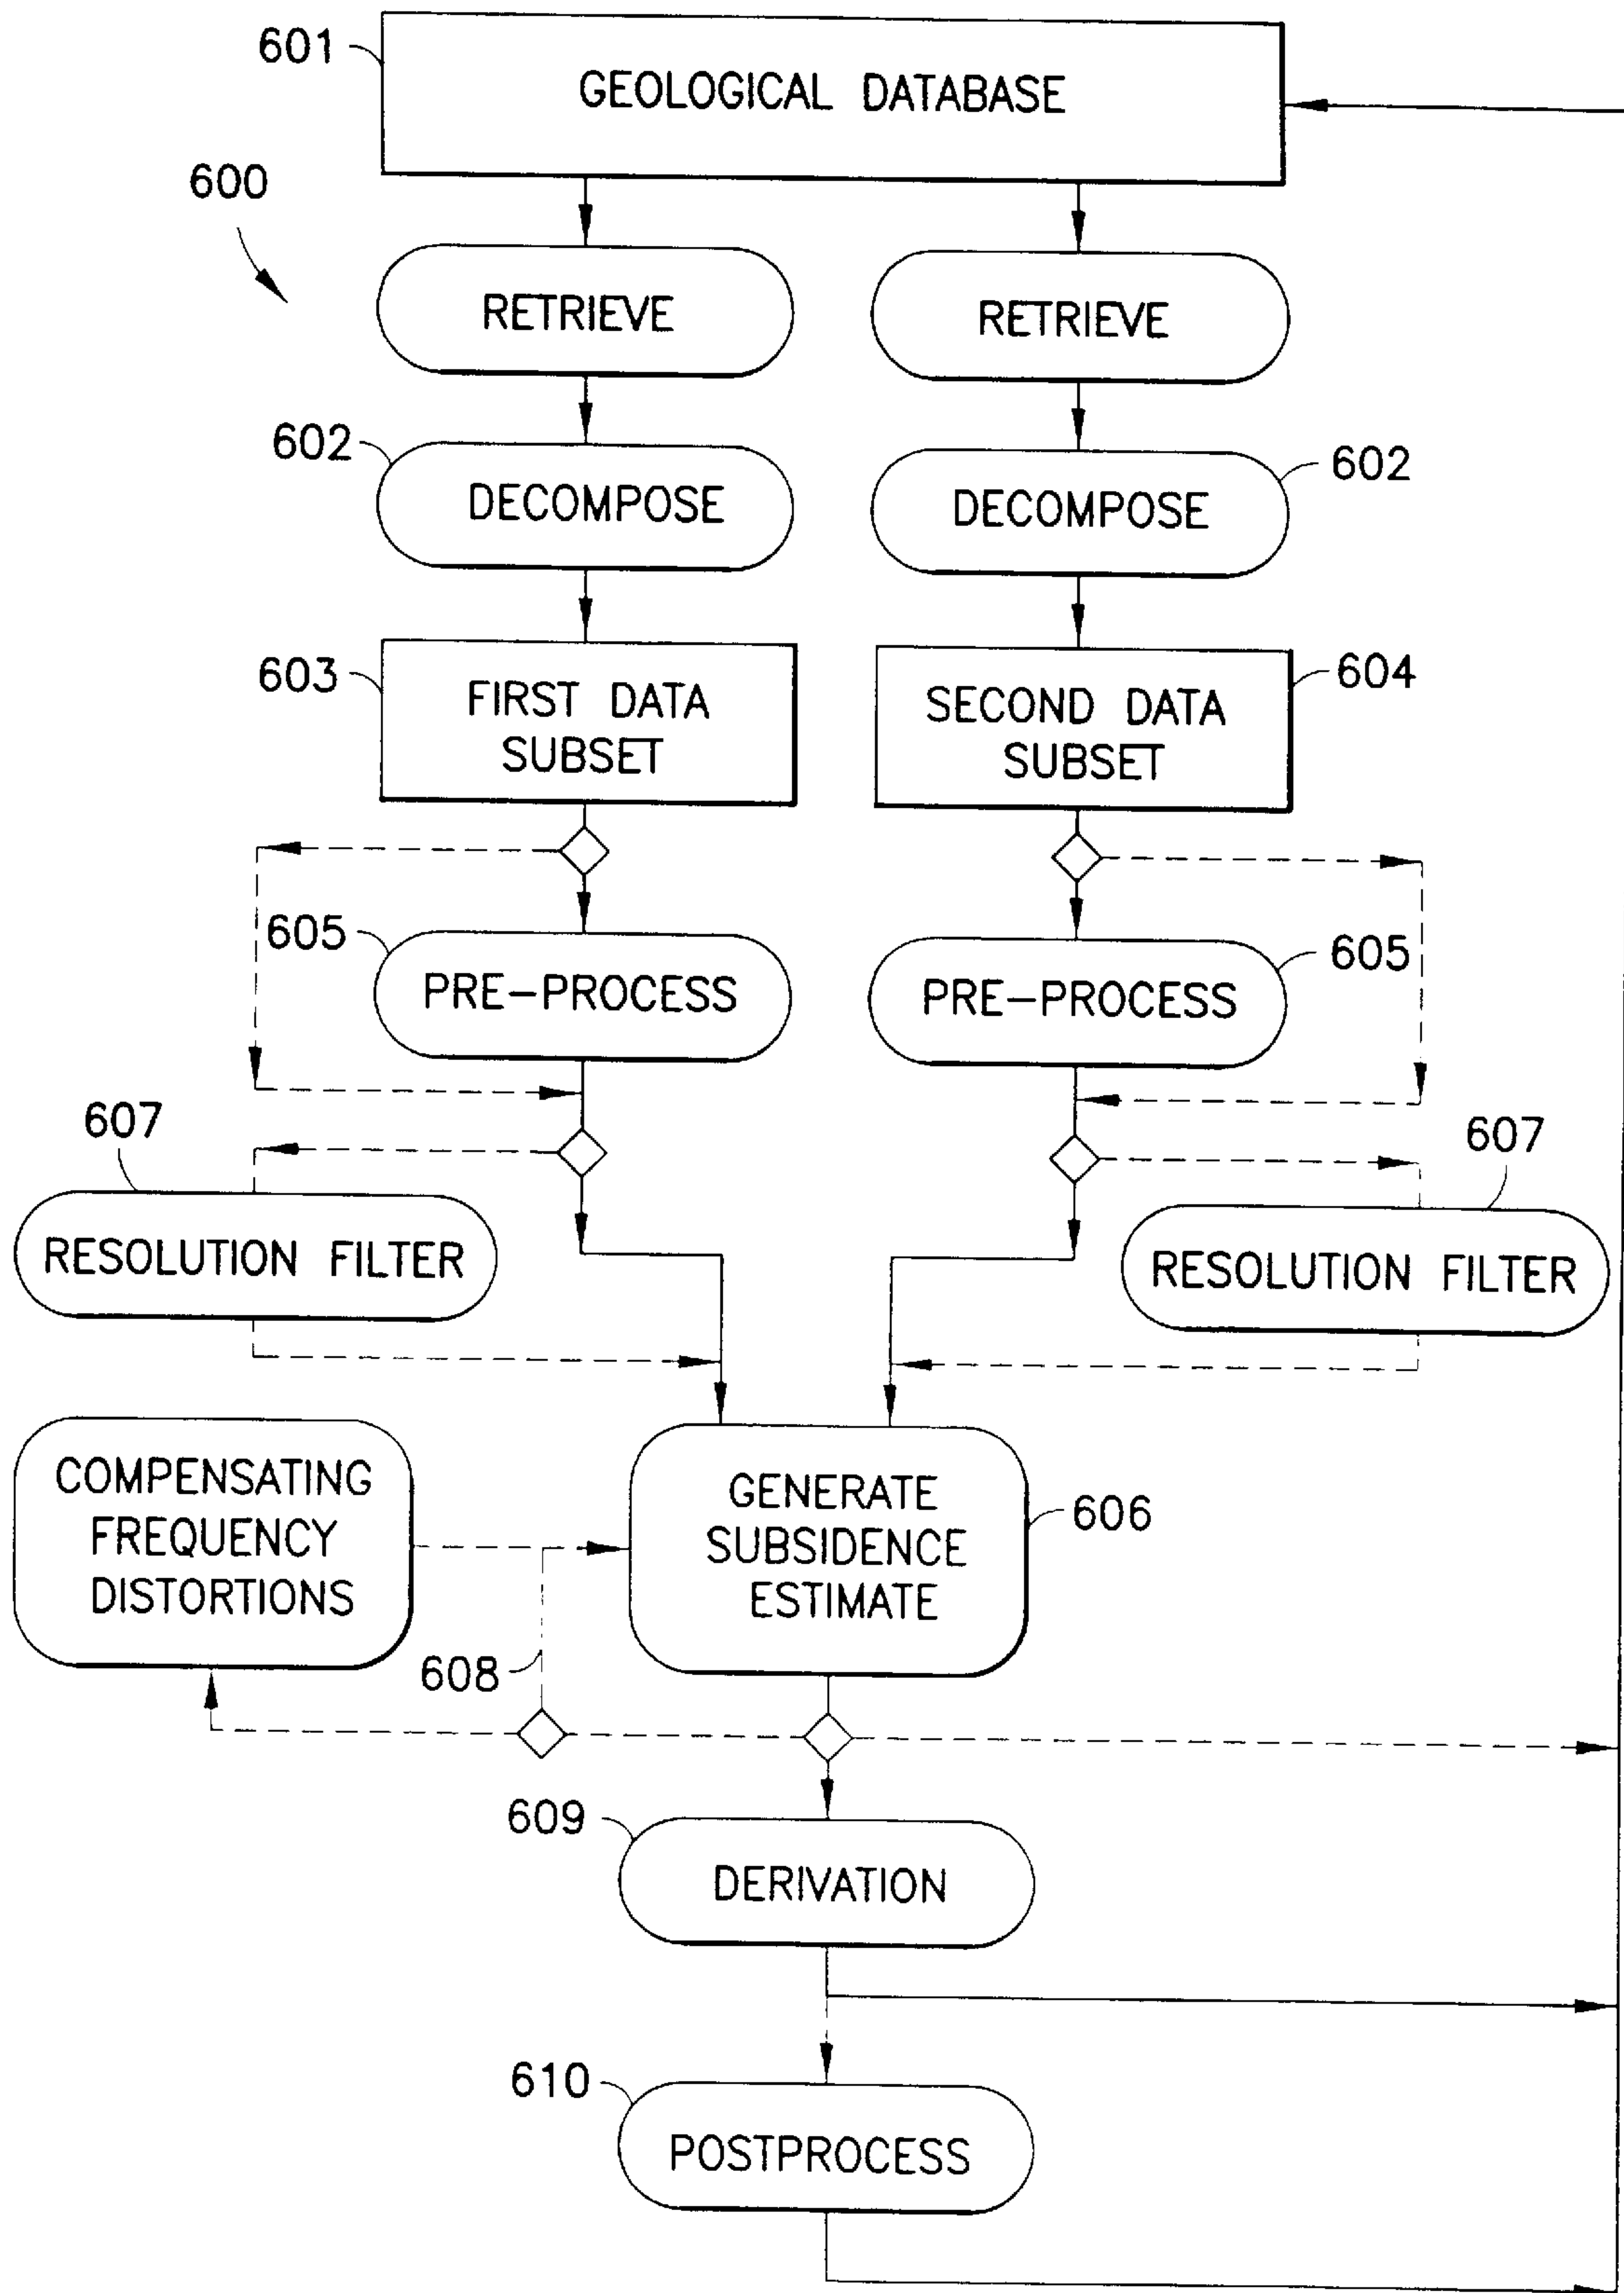 601
GEOLOGICAL DATABASE
600
RETRIEVE
RETRIEVE
602
DECOMPOSE
DECOMPOSE
602
603
FIRST DATA
SUBSET
SECOND DATA
SUBSET
604
605
PRE-PROCESS
PRE-PROCESS
605
607
RESOLUTION FILTER
607
RESOLUTION FILTER
COMPENSATING
FREQUENCY
DISTORTIONS
GENERATE
SUBSIDENCE
ESTIMATE
606
608
609
DERIVATION
610
POSTPROCESS